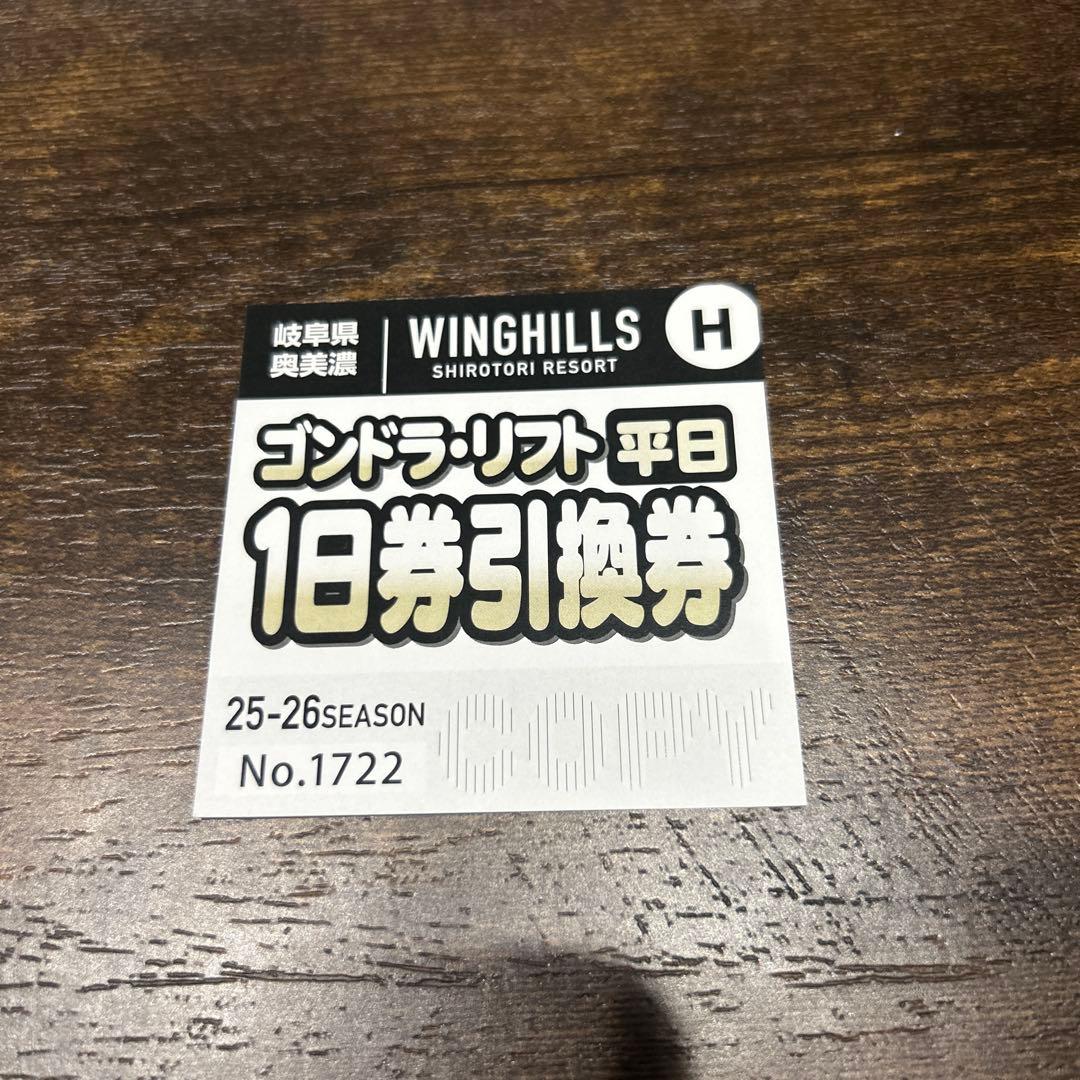 岐阜県
奥美濃
WINGHILLS
SHIROTORI RESORT
H
ゴンドラ・リフト 平日
1日券引換券
25-26SEASON
No.1722
COPY